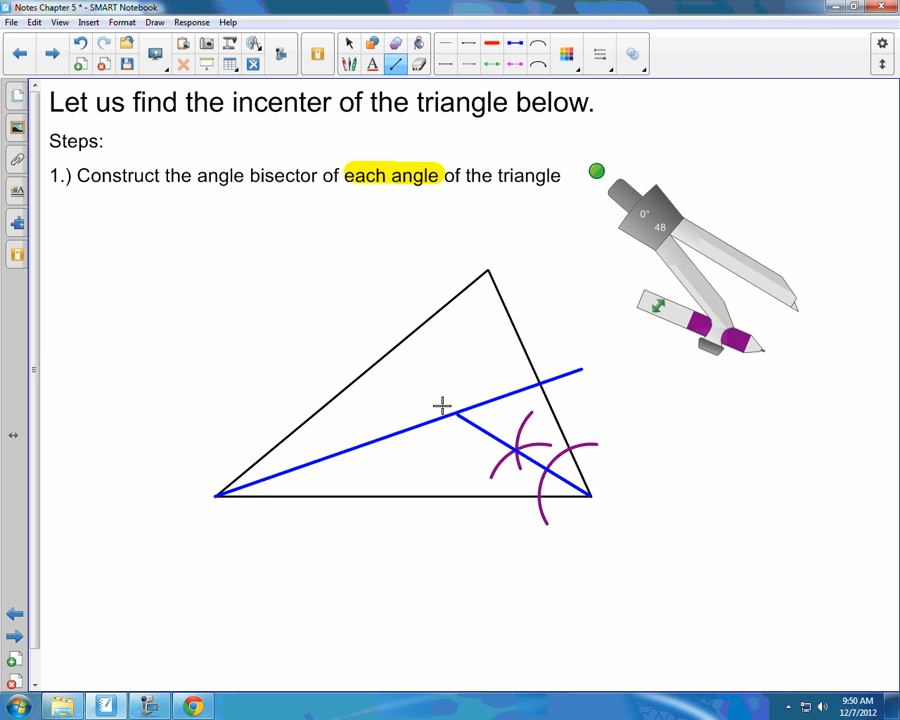 Notes Chapter 5 * - SMART Notebook
File Edit View Insert Format Draw Response Help
Let us find the incenter of the triangle below.
Steps:
1.) Construct the angle bisector of each angle of the triangle
0°
48
9:50 AM
12/7/2012